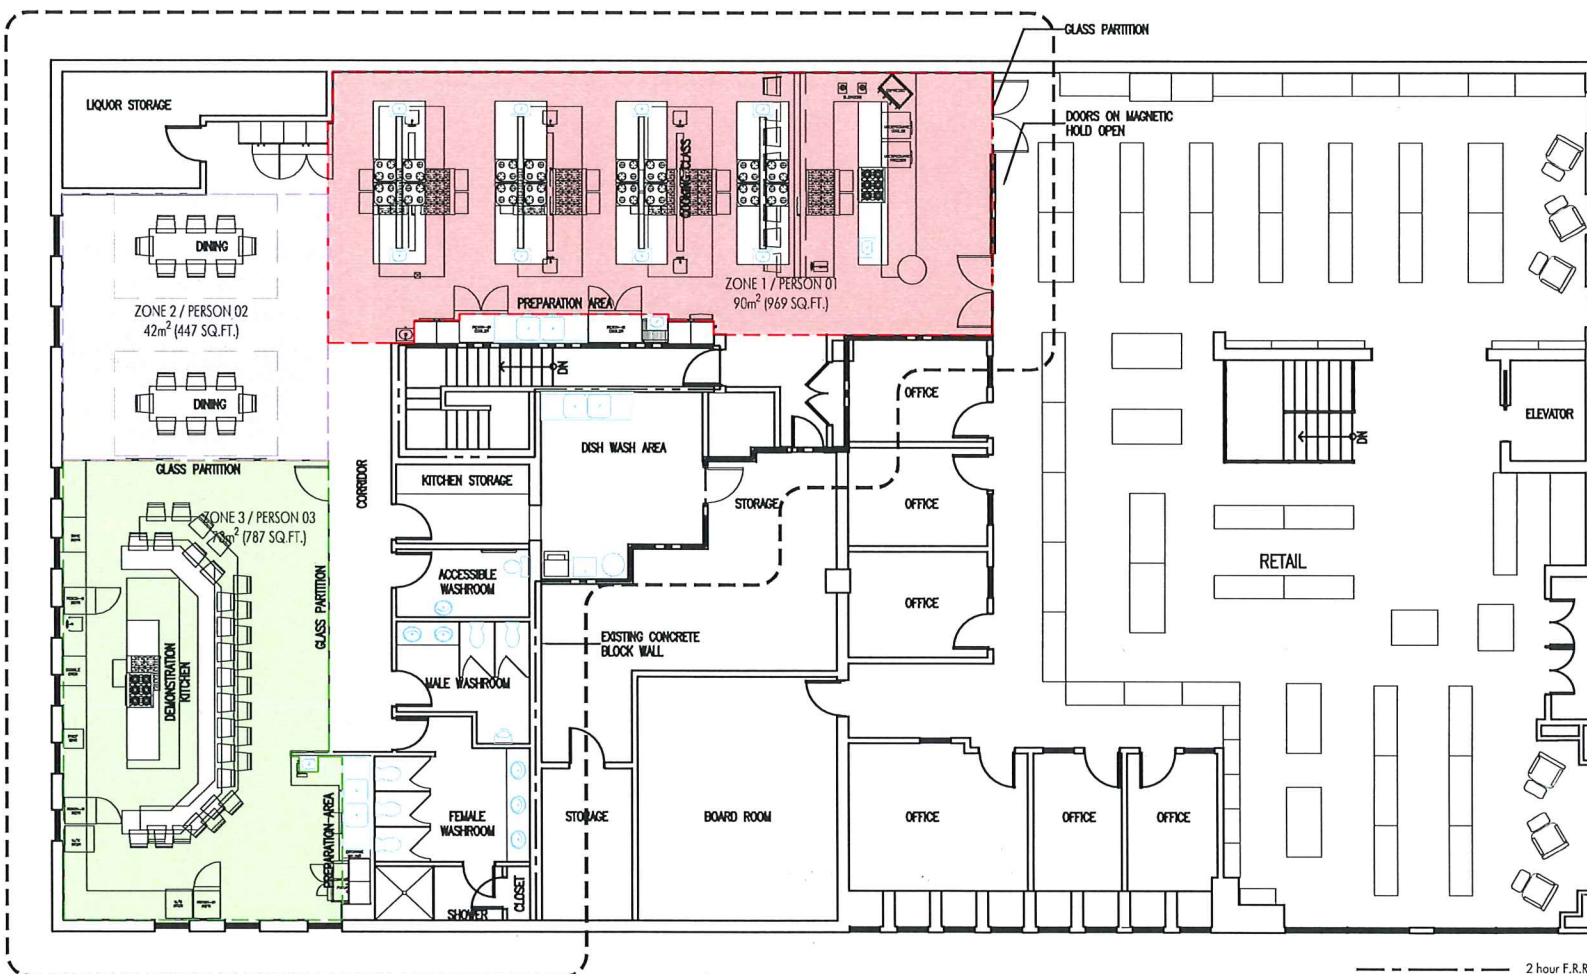 GLASS PARTITION
LIQUOR STORAGE
DOORS ON MAGNETIC
HOLD OPEN
COOKING CLASS
DINING
ZONE 2 / PERSON 02
42m² (447 SQ.FT.)
ZONE 1 / PERSON 01
90m² (969 SQ.FT.)
PREPARATION AREA
DN
OFFICE
ELEVATOR
DINING
DN
DISH WASH AREA
GLASS PARTITION
CORRIDOR
KITCHEN STORAGE
STORAGE
OFFICE
ZONE 3 / PERSON 03
73m² (787 SQ.FT.)
RETAIL
ACCESSIBLE
WASHROOM
GLASS PARTITION
OFFICE
EXISTING CONCRETE
BLOCK WALL
DEMONSTRATION
KITCHEN
MALE WASHROOM
PREPARATION AREA
FEMALE
WASHROOM
STORAGE
BOARD ROOM
OFFICE
OFFICE
OFFICE
SHOWER
CLOSET
2 hour F.R.R